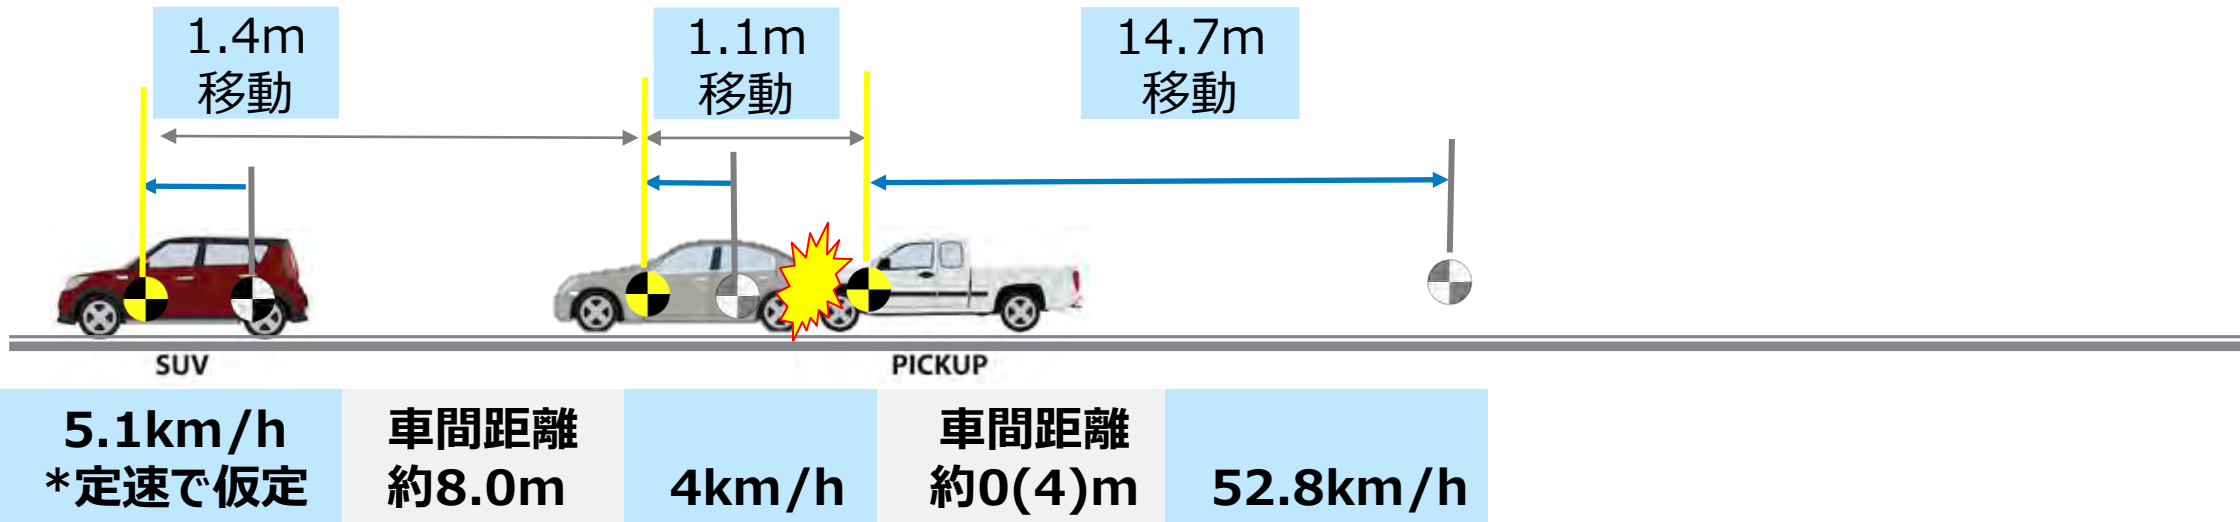 1.4m
移動
1.1m
移動
14.7m
移動
SUV
PICKUP
5.1km/h
*定速で仮定
車間距離
約8.0m
4km/h
車間距離
約0(4)m
52.8km/h